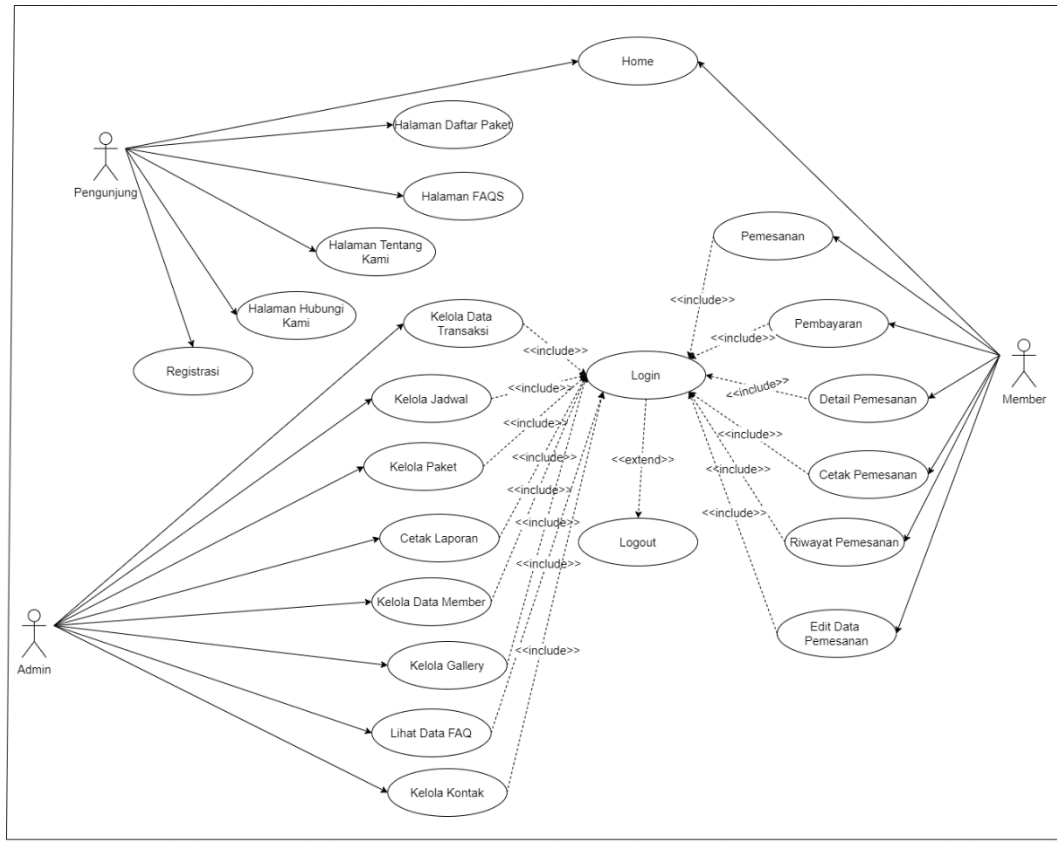 Home
Halaman Daftar Paket
Pengunjung
Halaman FAQS
Halaman Tentang
Kami
Halaman Hubungi
Kami
Registrasi
Kelola Data
Transaksi
Kelola Jadwal
Kelola Paket
Cetak Laporan
Kelola Data Member
Kelola Gallery
Lihat Data FAQ
Kelola Kontak
Admin
<<include>>
<<include>>
<<include>>
<<include>>
<<include>>
<<include>>
<<include>>
<<include>>
Login
<<extend>>
Logout
<<include>>
<<include>>
<<include>>
<<include>>
<<include>>
<<include>>
Pemesanan
Pembayaran
Detail Pemesanan
Cetak Pemesanan
Riwayat Pemesanan
Edit Data
Pemesanan
Member